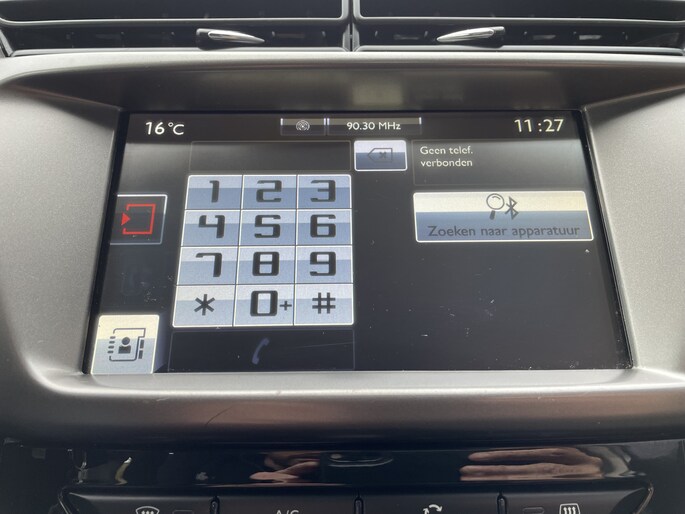 16 °C
90.30 MHz
11:27
Geen telef.
verbonden
1 2 3
4 5 6
7 8 9
* 0+ #
Zoeken naar apparatuur
A/C